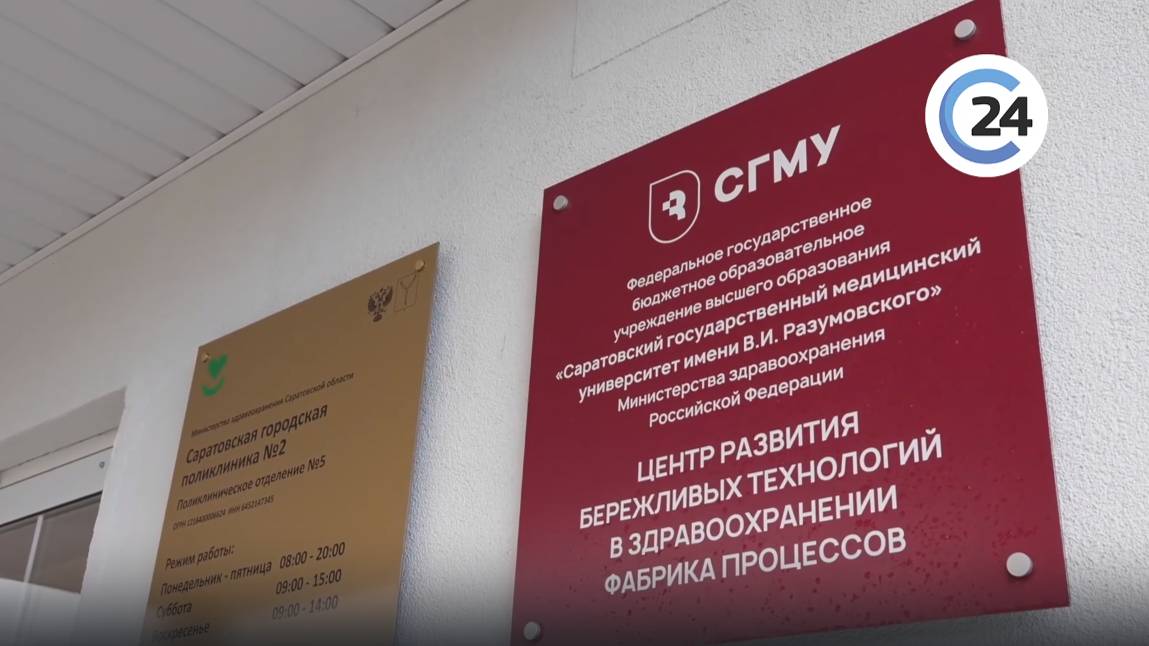 Министерство здравоохранения Саратовской области
Саратовская городская
поликлиника №2
Поликлиническое отделение №5
Режим работы:
Понедельник - пятница 08:00 - 20:00
Суббота 09:00 - 15:00
Воскресенье 09:00 - 14:00
24
СГМУ
Федеральное государственное
бюджетное образовательное
учреждение высшего образования
«Саратовский государственный медицинский
университет имени В.И. Разумовского»
Министерства здравоохранения
Российской Федерации
ЦЕНТР РАЗВИТИЯ
БЕРЕЖЛИВЫХ ТЕХНОЛОГИЙ
В ЗДРАВООХРАНЕНИИ
ФАБРИКА ПРОЦЕССОВ